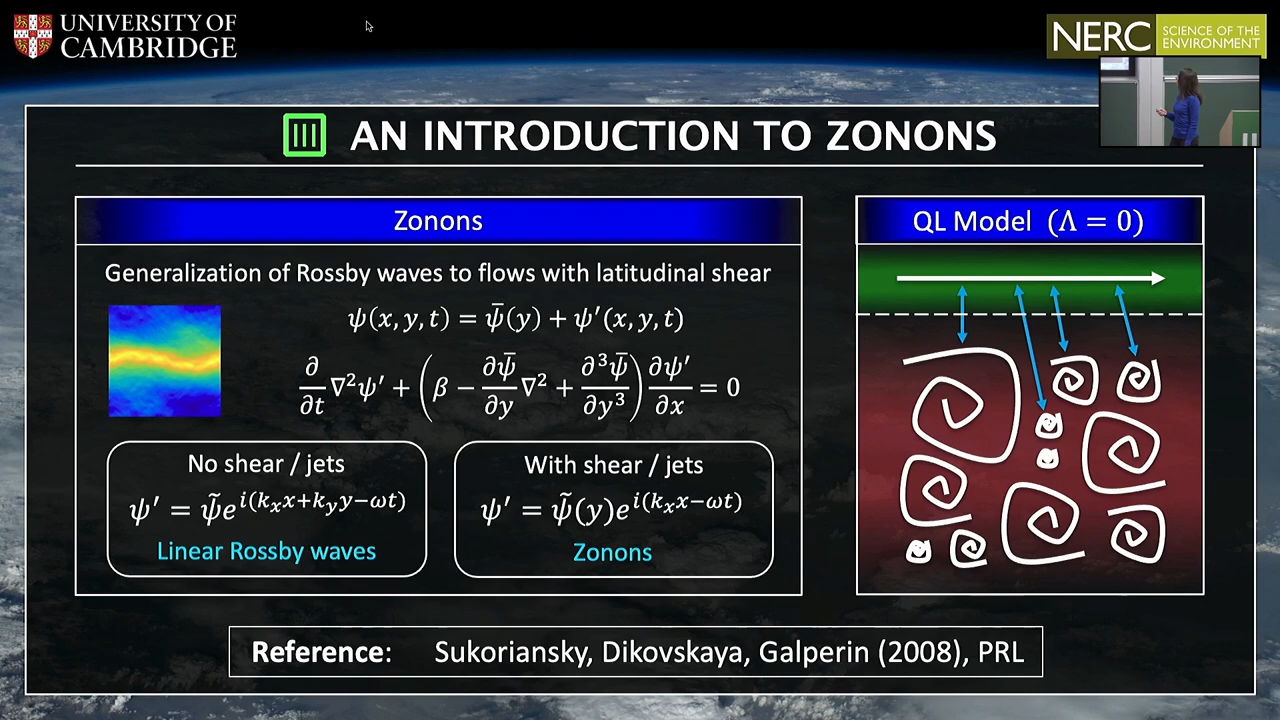 UNIVERSITY OF
CAMBRIDGE
NERC SCIENCE OF THE
ENVIRONMENT
III AN INTRODUCTION TO ZONONS
Zonons
Generalization of Rossby waves to flows with latitudinal shear
ψ(x, y, t) = ψ̄(y) + ψ′(x, y, t)
∂/∂t ∇²ψ′ + (β − ∂ψ̄/∂y ∇² + ∂³ψ̄/∂y³) ∂ψ′/∂x = 0
No shear / jets
ψ′ = ψ̃e^{i(kₓx+k_y y−ωt)}
Linear Rossby waves
With shear / jets
ψ′ = ψ̃(y)e^{i(kₓx−ωt)}
Zonons
QL Model (Λ = 0)
Reference: Sukoriansky, Dikovskaya, Galperin (2008), PRL